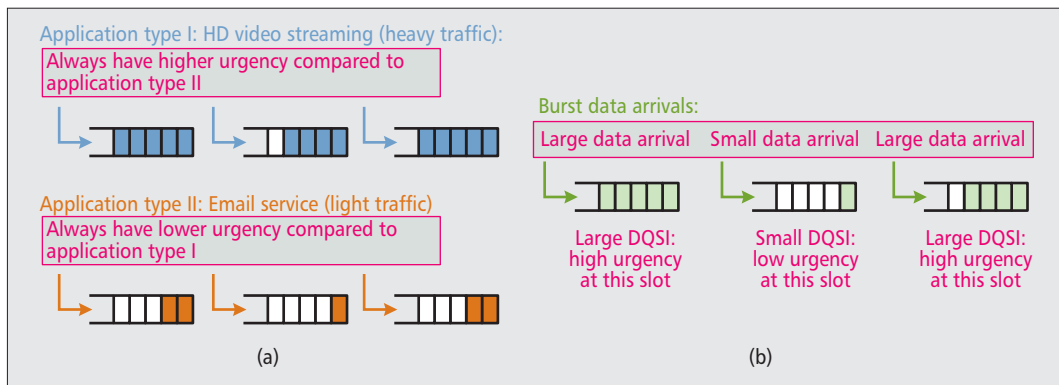 Application type I: HD video streaming (heavy traffic):
Always have higher urgency compared to
application type II
Application type II: Email service (light traffic)
Always have lower urgency compared to
application type I
(a)
Burst data arrivals:
Large data arrival Small data arrival Large data arrival
Large DQSI:
high urgency
at this slot
Small DQSI:
low urgency
at this slot
Large DQSI:
high urgency
at this slot
(b)